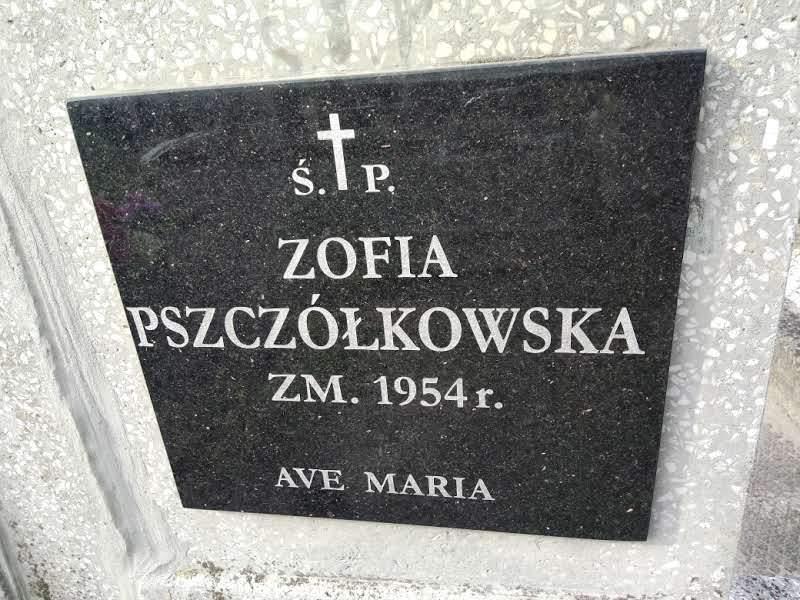 Ś. P.
ZOFIA
PSZCZÓŁKOWSKA
ZM. 1954 r.
AVE MARIA